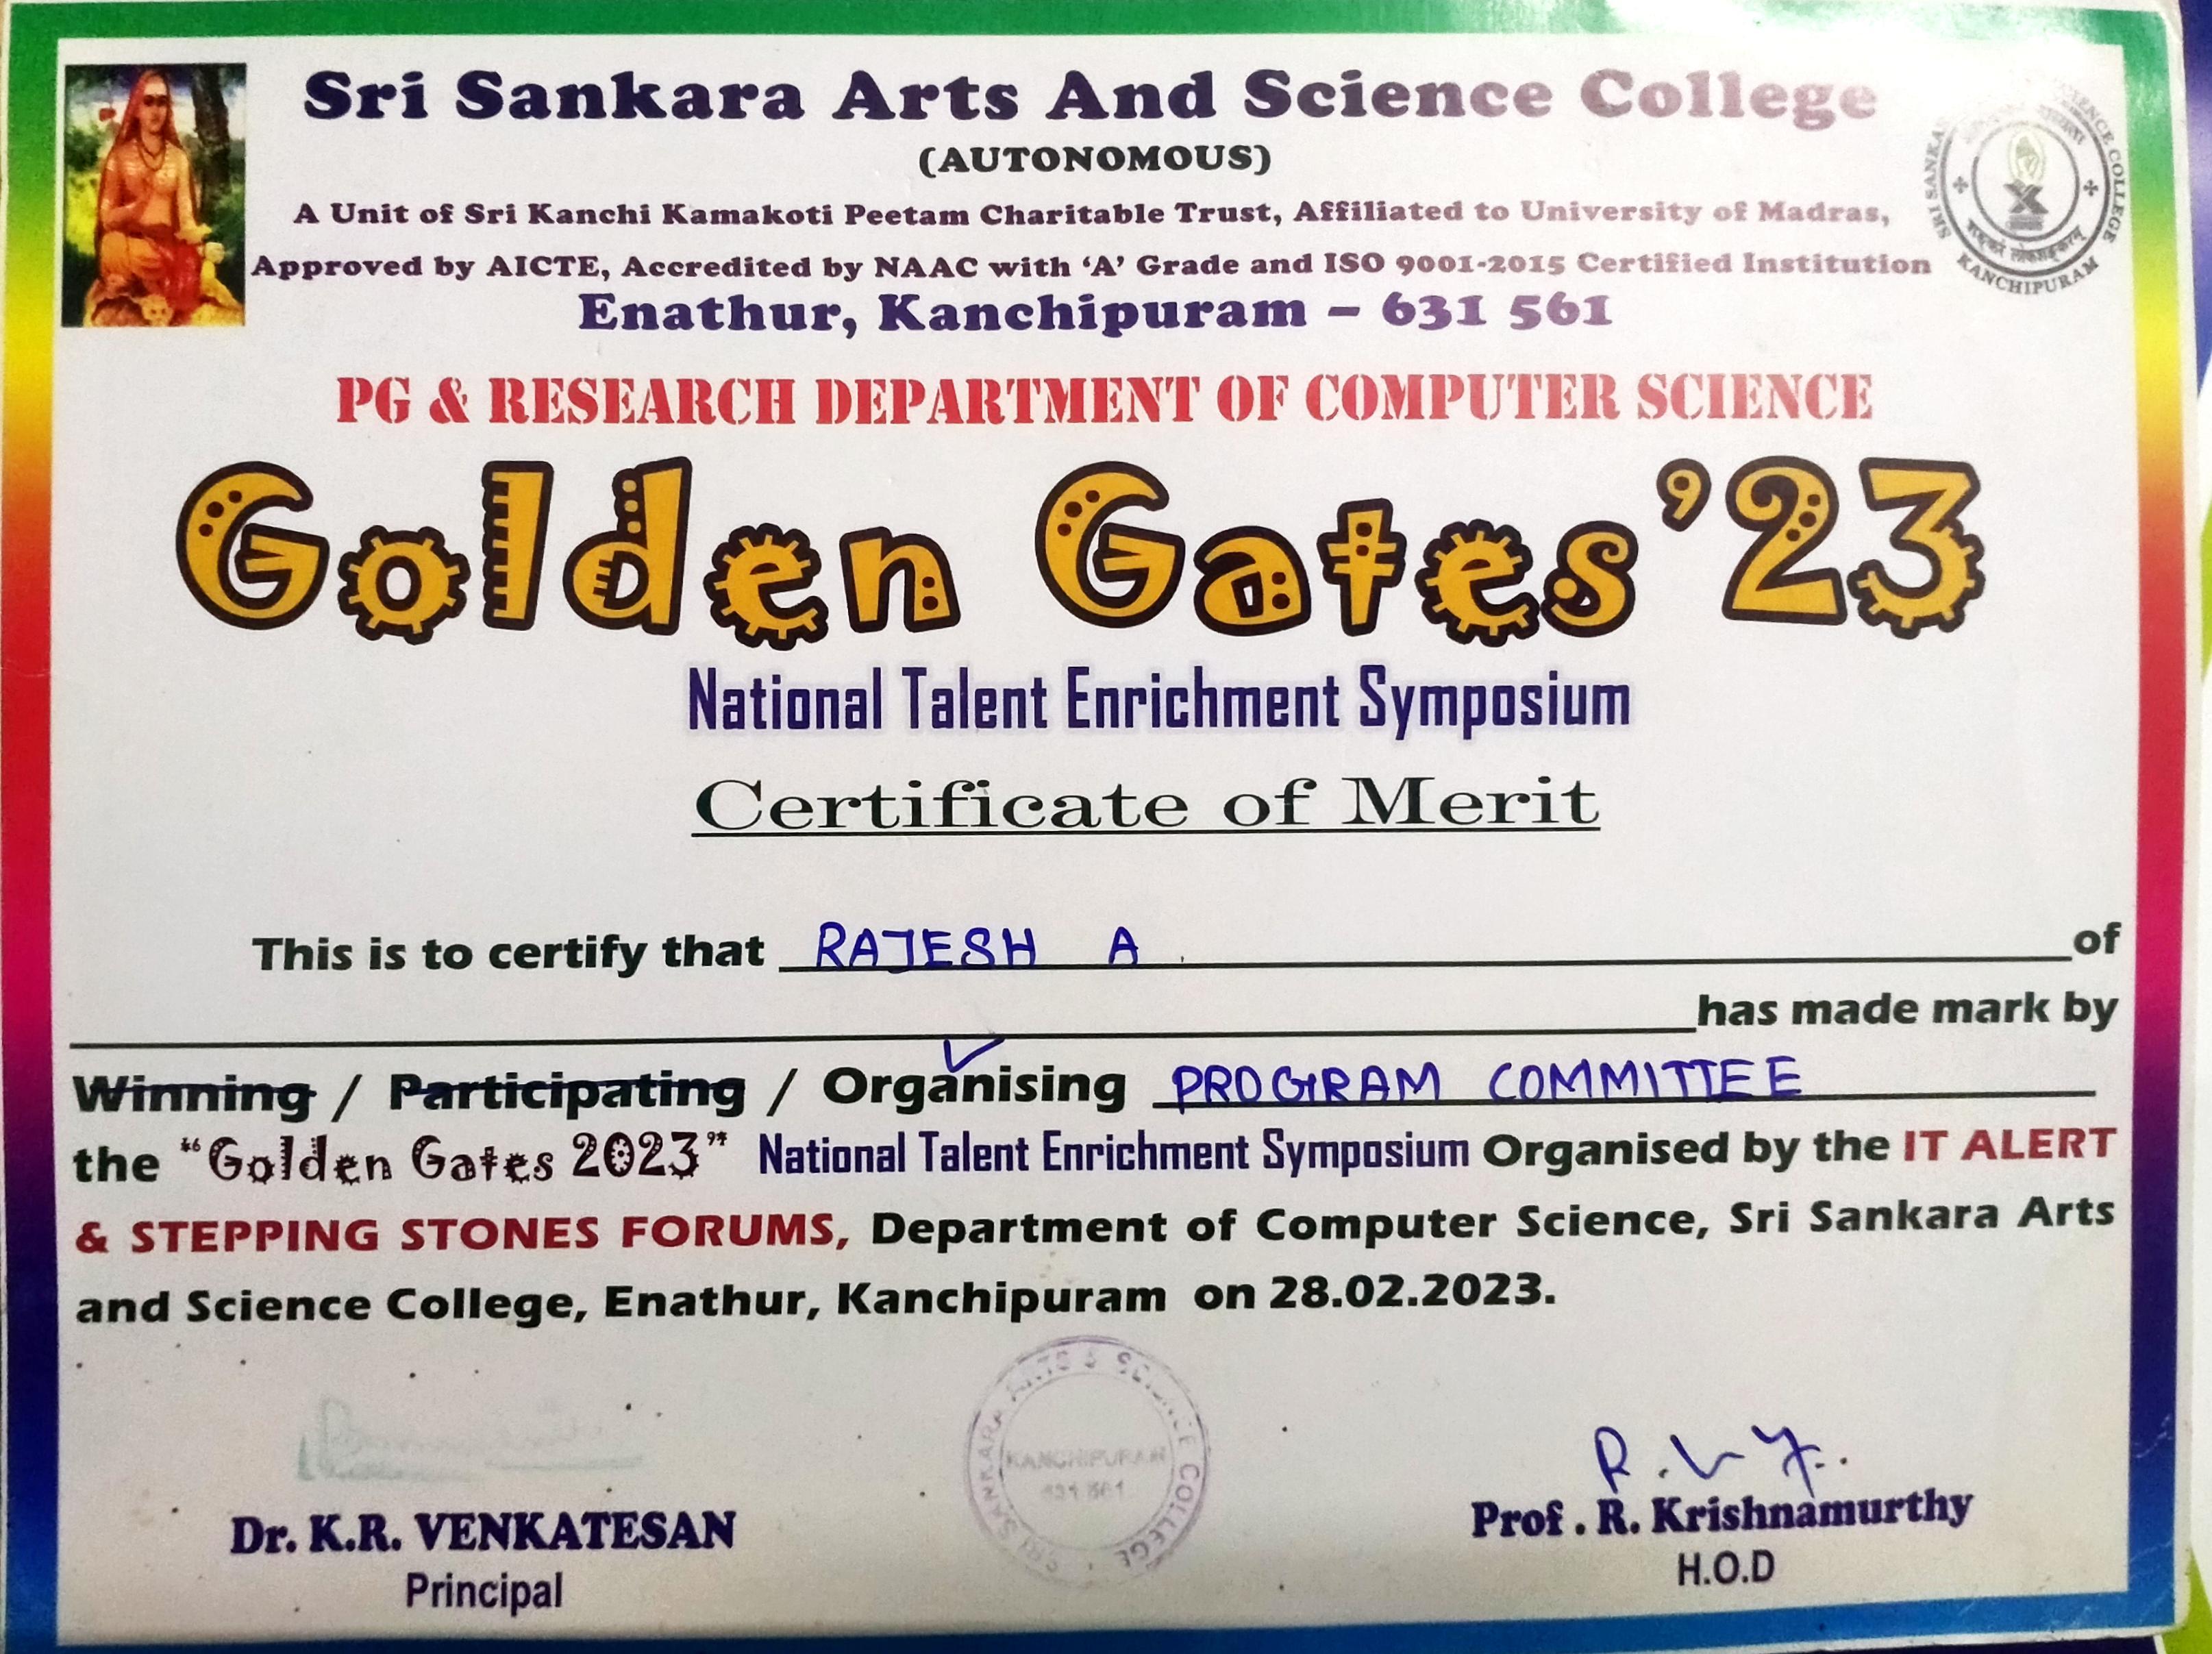 Sri Sankara Arts And Science College
(AUTONOMOUS)
A Unit of Sri Kanchi Kamakoti Peetam Charitable Trust, Affiliated to University of Madras,
Approved by AICTE, Accredited by NAAC with ‘A’ Grade and ISO 9001-2015 Certified Institution
Enathur, Kanchipuram – 631 561
KANCHIPURAM
PG & RESEARCH DEPARTMENT OF COMPUTER SCIENCE
Golden Gates’23
National Talent Enrichment Symposium
Certificate of Merit
This is to certify that RAJESH A of
has made mark by
Winning / Participating / Organising PROGRAM COMMITTEE
the “Golden Gates 2023” National Talent Enrichment Symposium Organised by the IT ALERT
& STEPPING STONES FORUMS, Department of Computer Science, Sri Sankara Arts
and Science College, Enathur, Kanchipuram on 28.02.2023.
SRI SANKARA ARTS & SCIENCE COLLEGE
KANCHIPURAM
631 561
Dr. K.R. VENKATESAN
Principal
Prof . R. Krishnamurthy
H.O.D